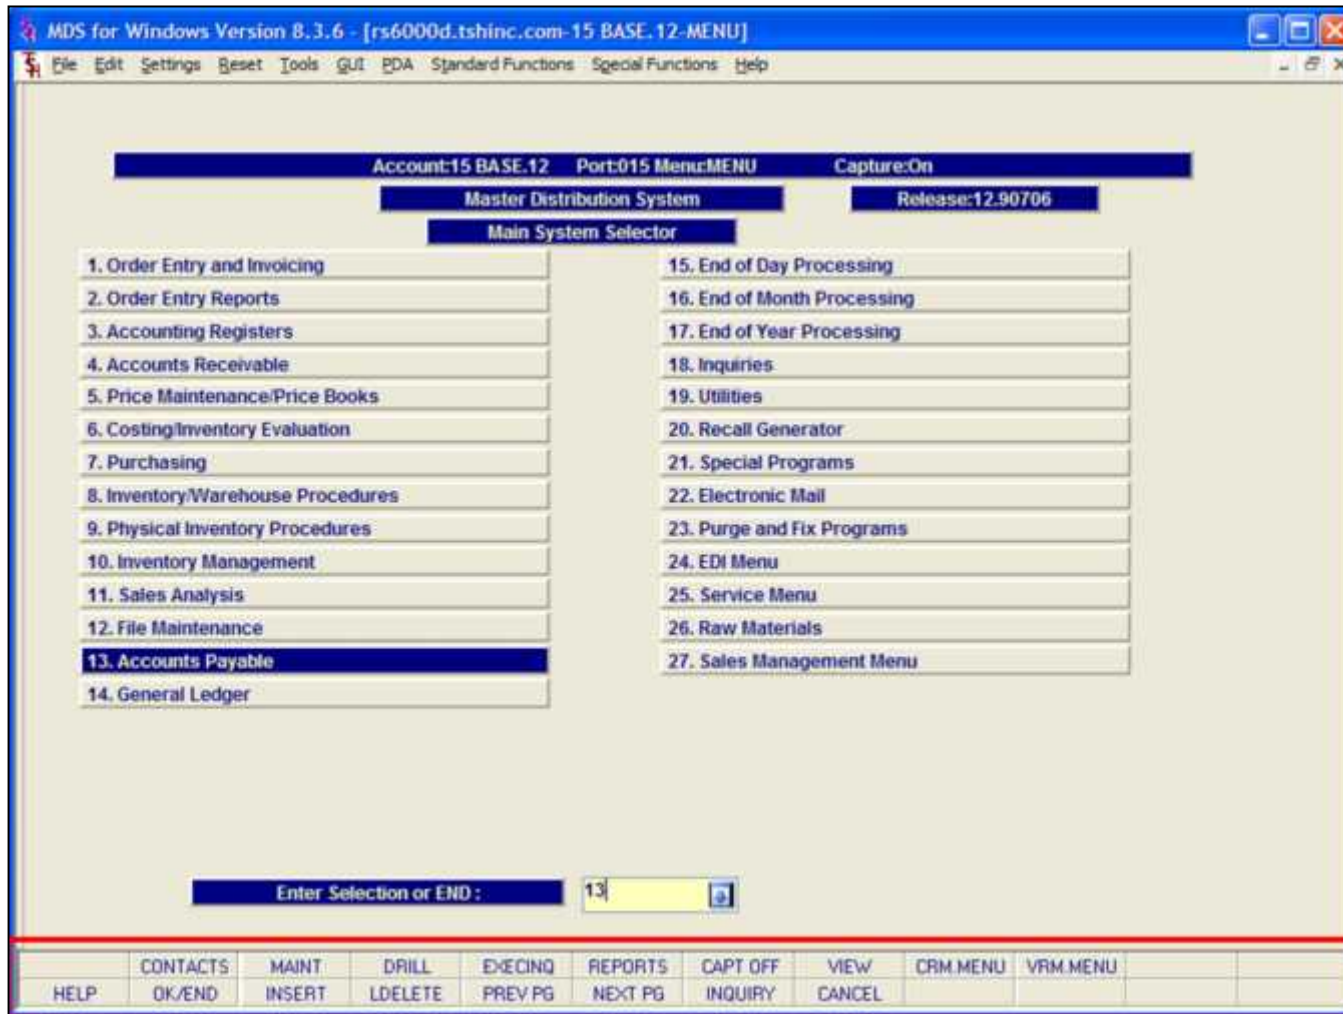 MDS for Windows Version 8.3.6 - [rs6000d.tshinc.com-15 BASE.12-MENU]
File Edit Settings Reset Tools GUI PDA Standard Functions Special Functions Help
Account:15 BASE.12 Port:015 Menu:MENU Capture:On
Master Distribution System Release:12.90706
Main System Selector
1. Order Entry and Invoicing
2. Order Entry Reports
3. Accounting Registers
4. Accounts Receivable
5. Price Maintenance/Price Books
6. Costing/Inventory Evaluation
7. Purchasing
8. Inventory/Warehouse Procedures
9. Physical Inventory Procedures
10. Inventory Management
11. Sales Analysis
12. File Maintenance
13. Accounts Payable
14. General Ledger
15. End of Day Processing
16. End of Month Processing
17. End of Year Processing
18. Inquiries
19. Utilities
20. Recall Generator
21. Special Programs
22. Electronic Mail
23. Purge and Fix Programs
24. EDI Menu
25. Service Menu
26. Raw Materials
27. Sales Management Menu
Enter Selection or END : 13
CONTACTS MAINT DRILL EXECINQ REPORTS CAPT OFF VIEW CRM.MENU VRM.MENU
HELP OK/END INSERT LDELETE PREV PG NEXT PG INQUIRY CANCEL